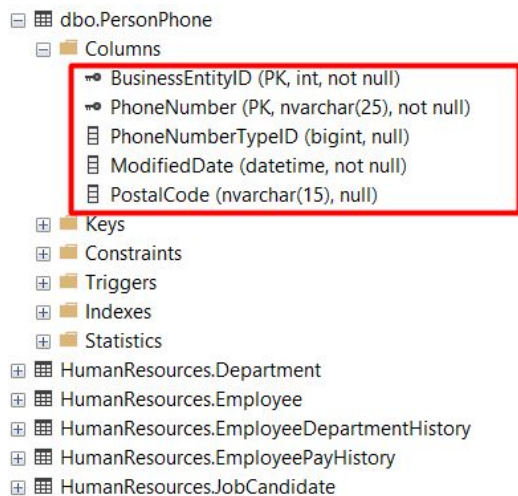 dbo.PersonPhone
Columns
BusinessEntityID (PK, int, not null)
PhoneNumber (PK, nvarchar(25), not null)
PhoneNumberTypeID (bigint, null)
ModifiedDate (datetime, not null)
PostalCode (nvarchar(15), null)
Keys
Constraints
Triggers
Indexes
Statistics
HumanResources.Department
HumanResources.Employee
HumanResources.EmployeeDepartmentHistory
HumanResources.EmployeePayHistory
HumanResources.JobCandidate